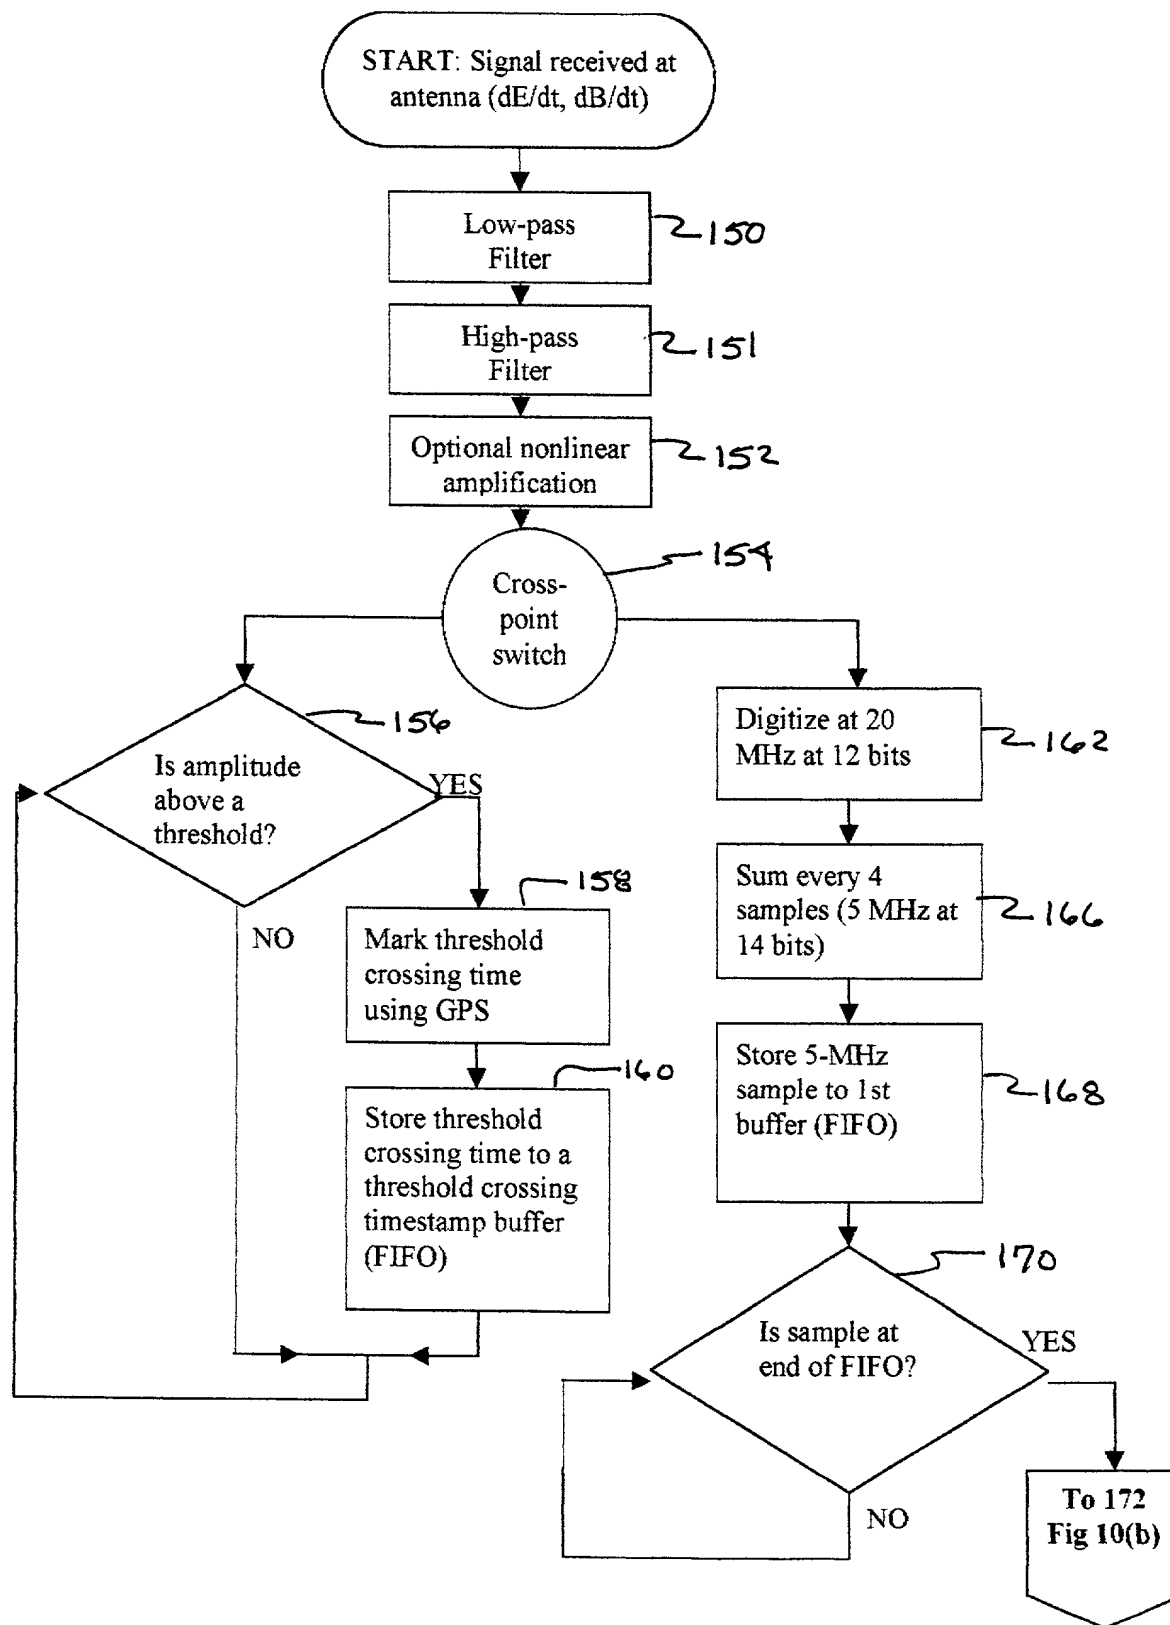 START: Signal received at
antenna (dE/dt, dB/dt)
Low-pass
Filter
150
High-pass
Filter
151
Optional nonlinear
amplification
152
Cross-
point
switch
154
Is amplitude
above a
threshold?
156
YES
NO
Mark threshold
crossing time
using GPS
158
Store threshold
crossing time to a
threshold crossing
timestamp buffer
(FIFO)
160
Digitize at 20
MHz at 12 bits
162
Sum every 4
samples (5 MHz at
14 bits)
166
Store 5-MHz
sample to 1st
buffer (FIFO)
168
Is sample at
end of FIFO?
170
YES
NO
To 172
Fig 10(b)